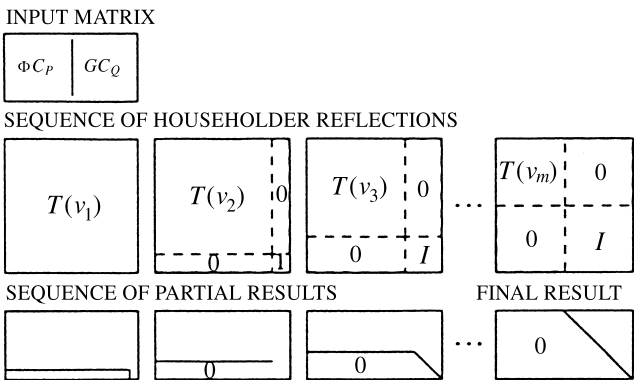 INPUT MATRIX
ΦC_P GC_Q
SEQUENCE OF HOUSEHOLDER REFLECTIONS
T(v_1) T(v_2) 0 0 I T(v_3) 0 0 I ... T(v_m) 0 0 I
SEQUENCE OF PARTIAL RESULTS FINAL RESULT
0 0 ... 0